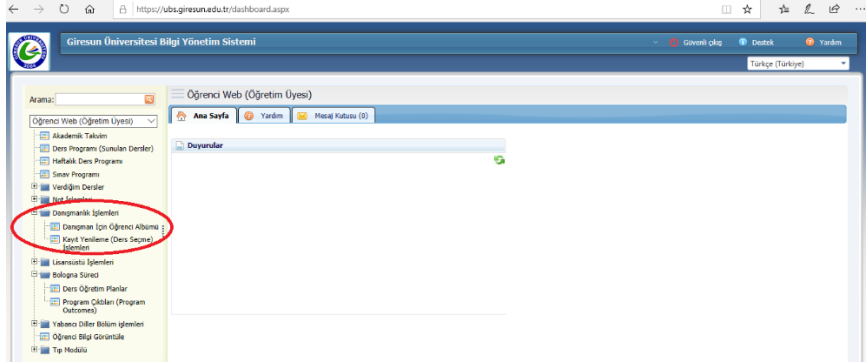 https://ubs.giresun.edu.tr/dashboard.aspx
Giresun Üniversitesi Bilgi Yönetim Sistemi
Güvenli çıkış
Destek
Yardım
Türkçe (Türkiye)
Arama:
Öğrenci Web (Öğretim Üyesi)
Akademik Takvim
Ders Programı (Sunulan Dersler)
Haftalık Ders Programı
Sınav Programı
Verdiğim Dersler
Not İşlemleri
Danışmanlık İşlemleri
Danışman İçin Öğrenci Albümü
Kayıt Yenileme (Ders Seçme)
İşlemleri
Lisansüstü İşlemleri
Bologna Süreci
Ders Öğretim Planlar
Program Çıktıları (Program
Outcomes)
Yabancı Diller Bölüm işlemleri
Öğrenci Bilgi Görüntüle
Tıp Modülü
Öğrenci Web (Öğretim Üyesi)
Ana Sayfa
Yardım
Mesaj Kutusu (0)
Duyurular